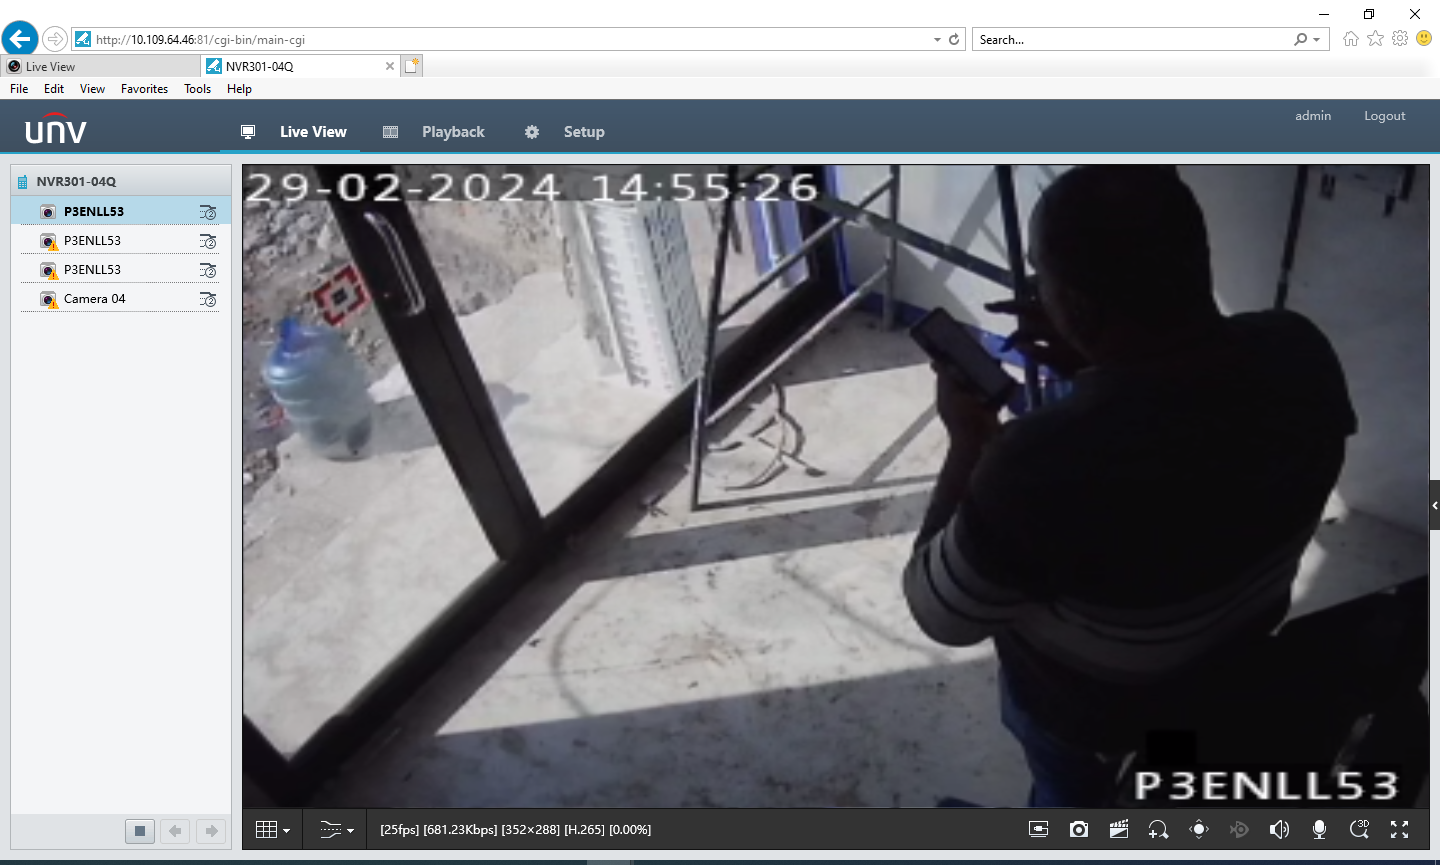 http://10.109.64.46:81/cgi-bin/main-cgi
Search...
Live View
NVR301-04Q
File Edit View Favorites Tools Help
unv
Live View
Playback
Setup
admin
Logout
NVR301-04Q
P3ENLL53
P3ENLL53
P3ENLL53
Camera 04
29-02-2024 14:55:26
P3ENLL53
[25fps] [681.23Kbps] [352×288] [H.265] [0.00%]
3D